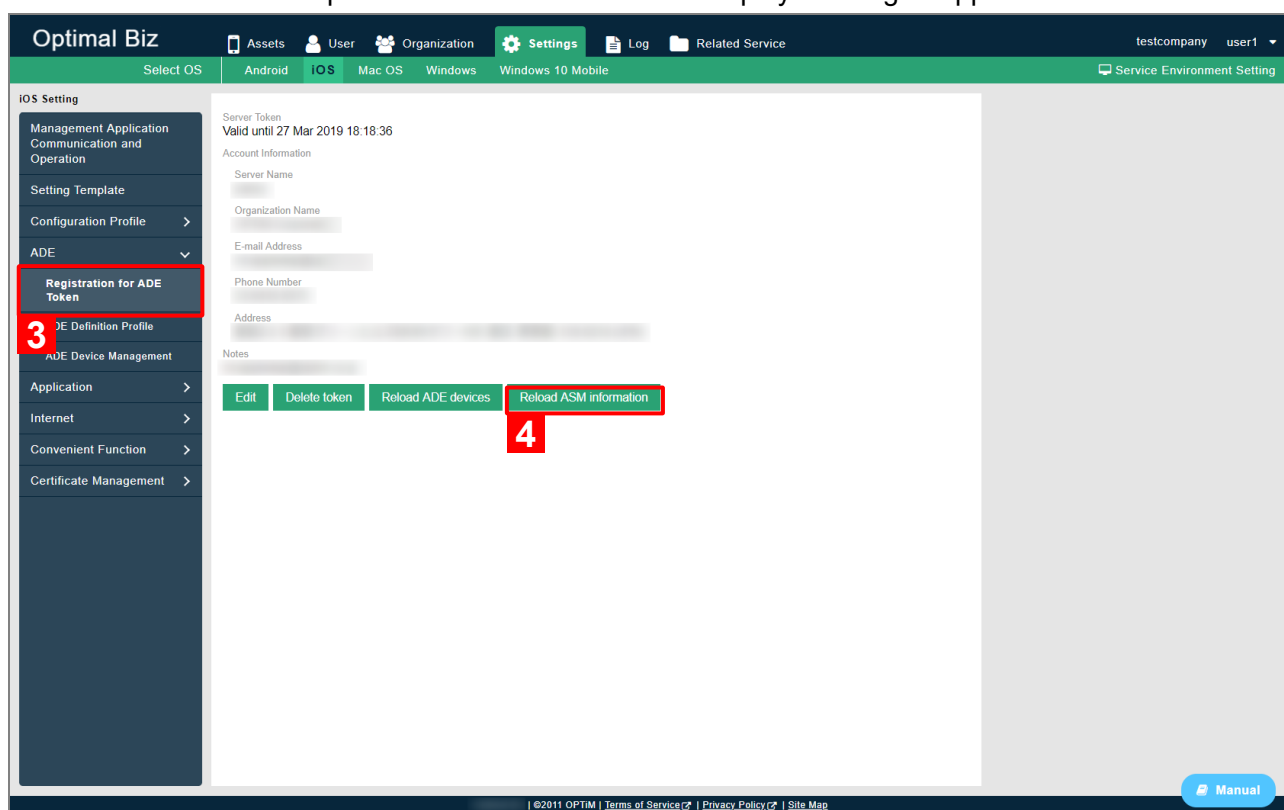 Optimal Biz
Assets User Organization Settings Log Related Service
testcompany user1
Select OS Android iOS Mac OS Windows Windows 10 Mobile
Service Environment Setting
iOS Setting
Management Application
Communication and
Operation
Setting Template
Configuration Profile
ADE
Registration for ADE
Token
3
DE Definition Profile
ADE Device Management
Application
Internet
Convenient Function
Certificate Management
Server Token
Valid until 27 Mar 2019 18:18:36
Account Information
Server Name
Organization Name
E-mail Address
Phone Number
Address
Notes
Edit Delete token Reload ADE devices Reload ASM information
4
Manual
| ©2011 OPTiM | Terms of Service | Privacy Policy | Site Map